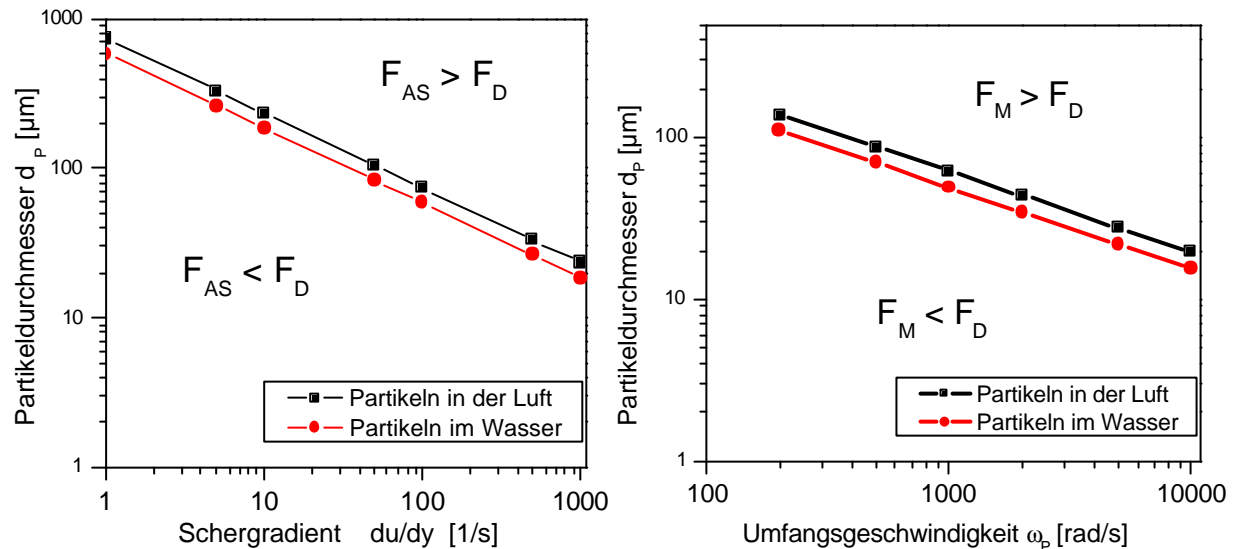 Partikeldurchmesser d_P [µm]
1000
100
10
1
F_AS > F_D
F_AS < F_D
Partikeln in der Luft
Partikeln im Wasser
1 10 100 1000
Schergradient du/dy [1/s]
Partikeldurchmesser d_P [µm]
100
10
1
F_M > F_D
F_M < F_D
Partikeln in der Luft
Partikeln im Wasser
100 1000 10000
Umfangsgeschwindigkeit ω_P [rad/s]